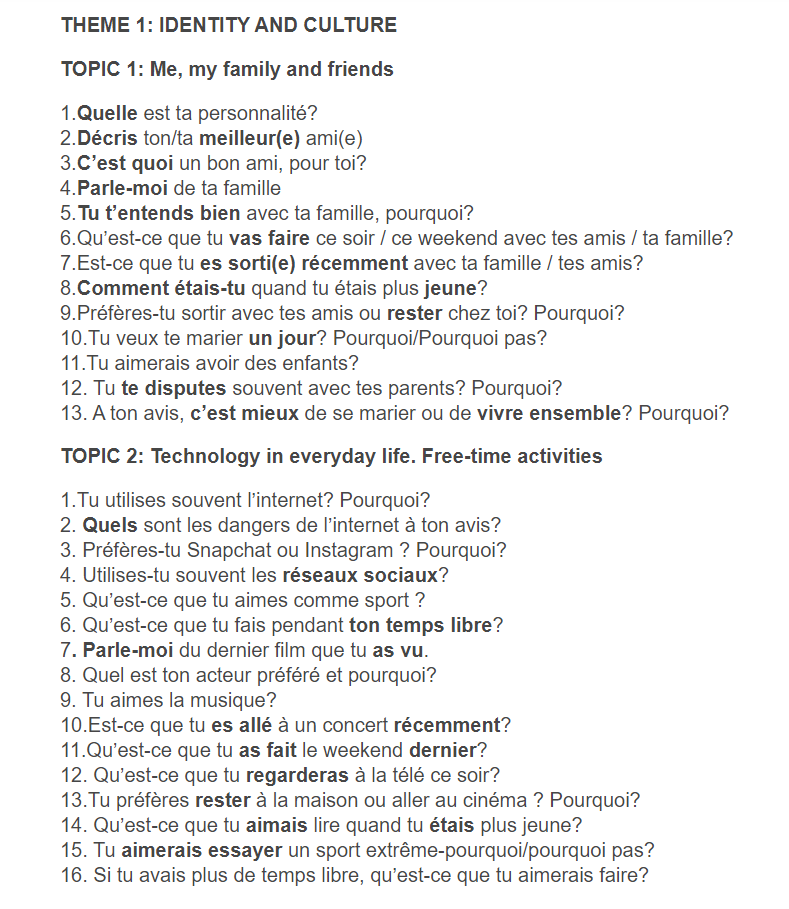 THEME 1: IDENTITY AND CULTURE
TOPIC 1: Me, my family and friends
1.Quelle est ta personnalité?
2.Décris ton/ta meilleur(e) ami(e)
3.C’est quoi un bon ami, pour toi?
4.Parle-moi de ta famille
5.Tu t’entends bien avec ta famille, pourquoi?
6.Qu’est-ce que tu vas faire ce soir / ce weekend avec tes amis / ta famille?
7.Est-ce que tu es sorti(e) récemment avec ta famille / tes amis?
8.Comment étais-tu quand tu étais plus jeune?
9.Préfères-tu sortir avec tes amis ou rester chez toi? Pourquoi?
10.Tu veux te marier un jour? Pourquoi/Pourquoi pas?
11.Tu aimerais avoir des enfants?
12. Tu te disputes souvent avec tes parents? Pourquoi?
13. A ton avis, c’est mieux de se marier ou de vivre ensemble? Pourquoi?
TOPIC 2: Technology in everyday life. Free-time activities
1.Tu utilises souvent l’internet? Pourquoi?
2. Quels sont les dangers de l’internet à ton avis?
3. Préfères-tu Snapchat ou Instagram ? Pourquoi?
4. Utilises-tu souvent les réseaux sociaux?
5. Qu’est-ce que tu aimes comme sport ?
6. Qu’est-ce que tu fais pendant ton temps libre?
7. Parle-moi du dernier film que tu as vu.
8. Quel est ton acteur préféré et pourquoi?
9. Tu aimes la musique?
10.Est-ce que tu es allé à un concert récemment?
11.Qu’est-ce que tu as fait le weekend dernier?
12. Qu’est-ce que tu regarderas à la télé ce soir?
13.Tu préfères rester à la maison ou aller au cinéma ? Pourquoi?
14. Qu’est-ce que tu aimais lire quand tu étais plus jeune?
15. Tu aimerais essayer un sport extrême-pourquoi/pourquoi pas?
16. Si tu avais plus de temps libre, qu’est-ce que tu aimerais faire?